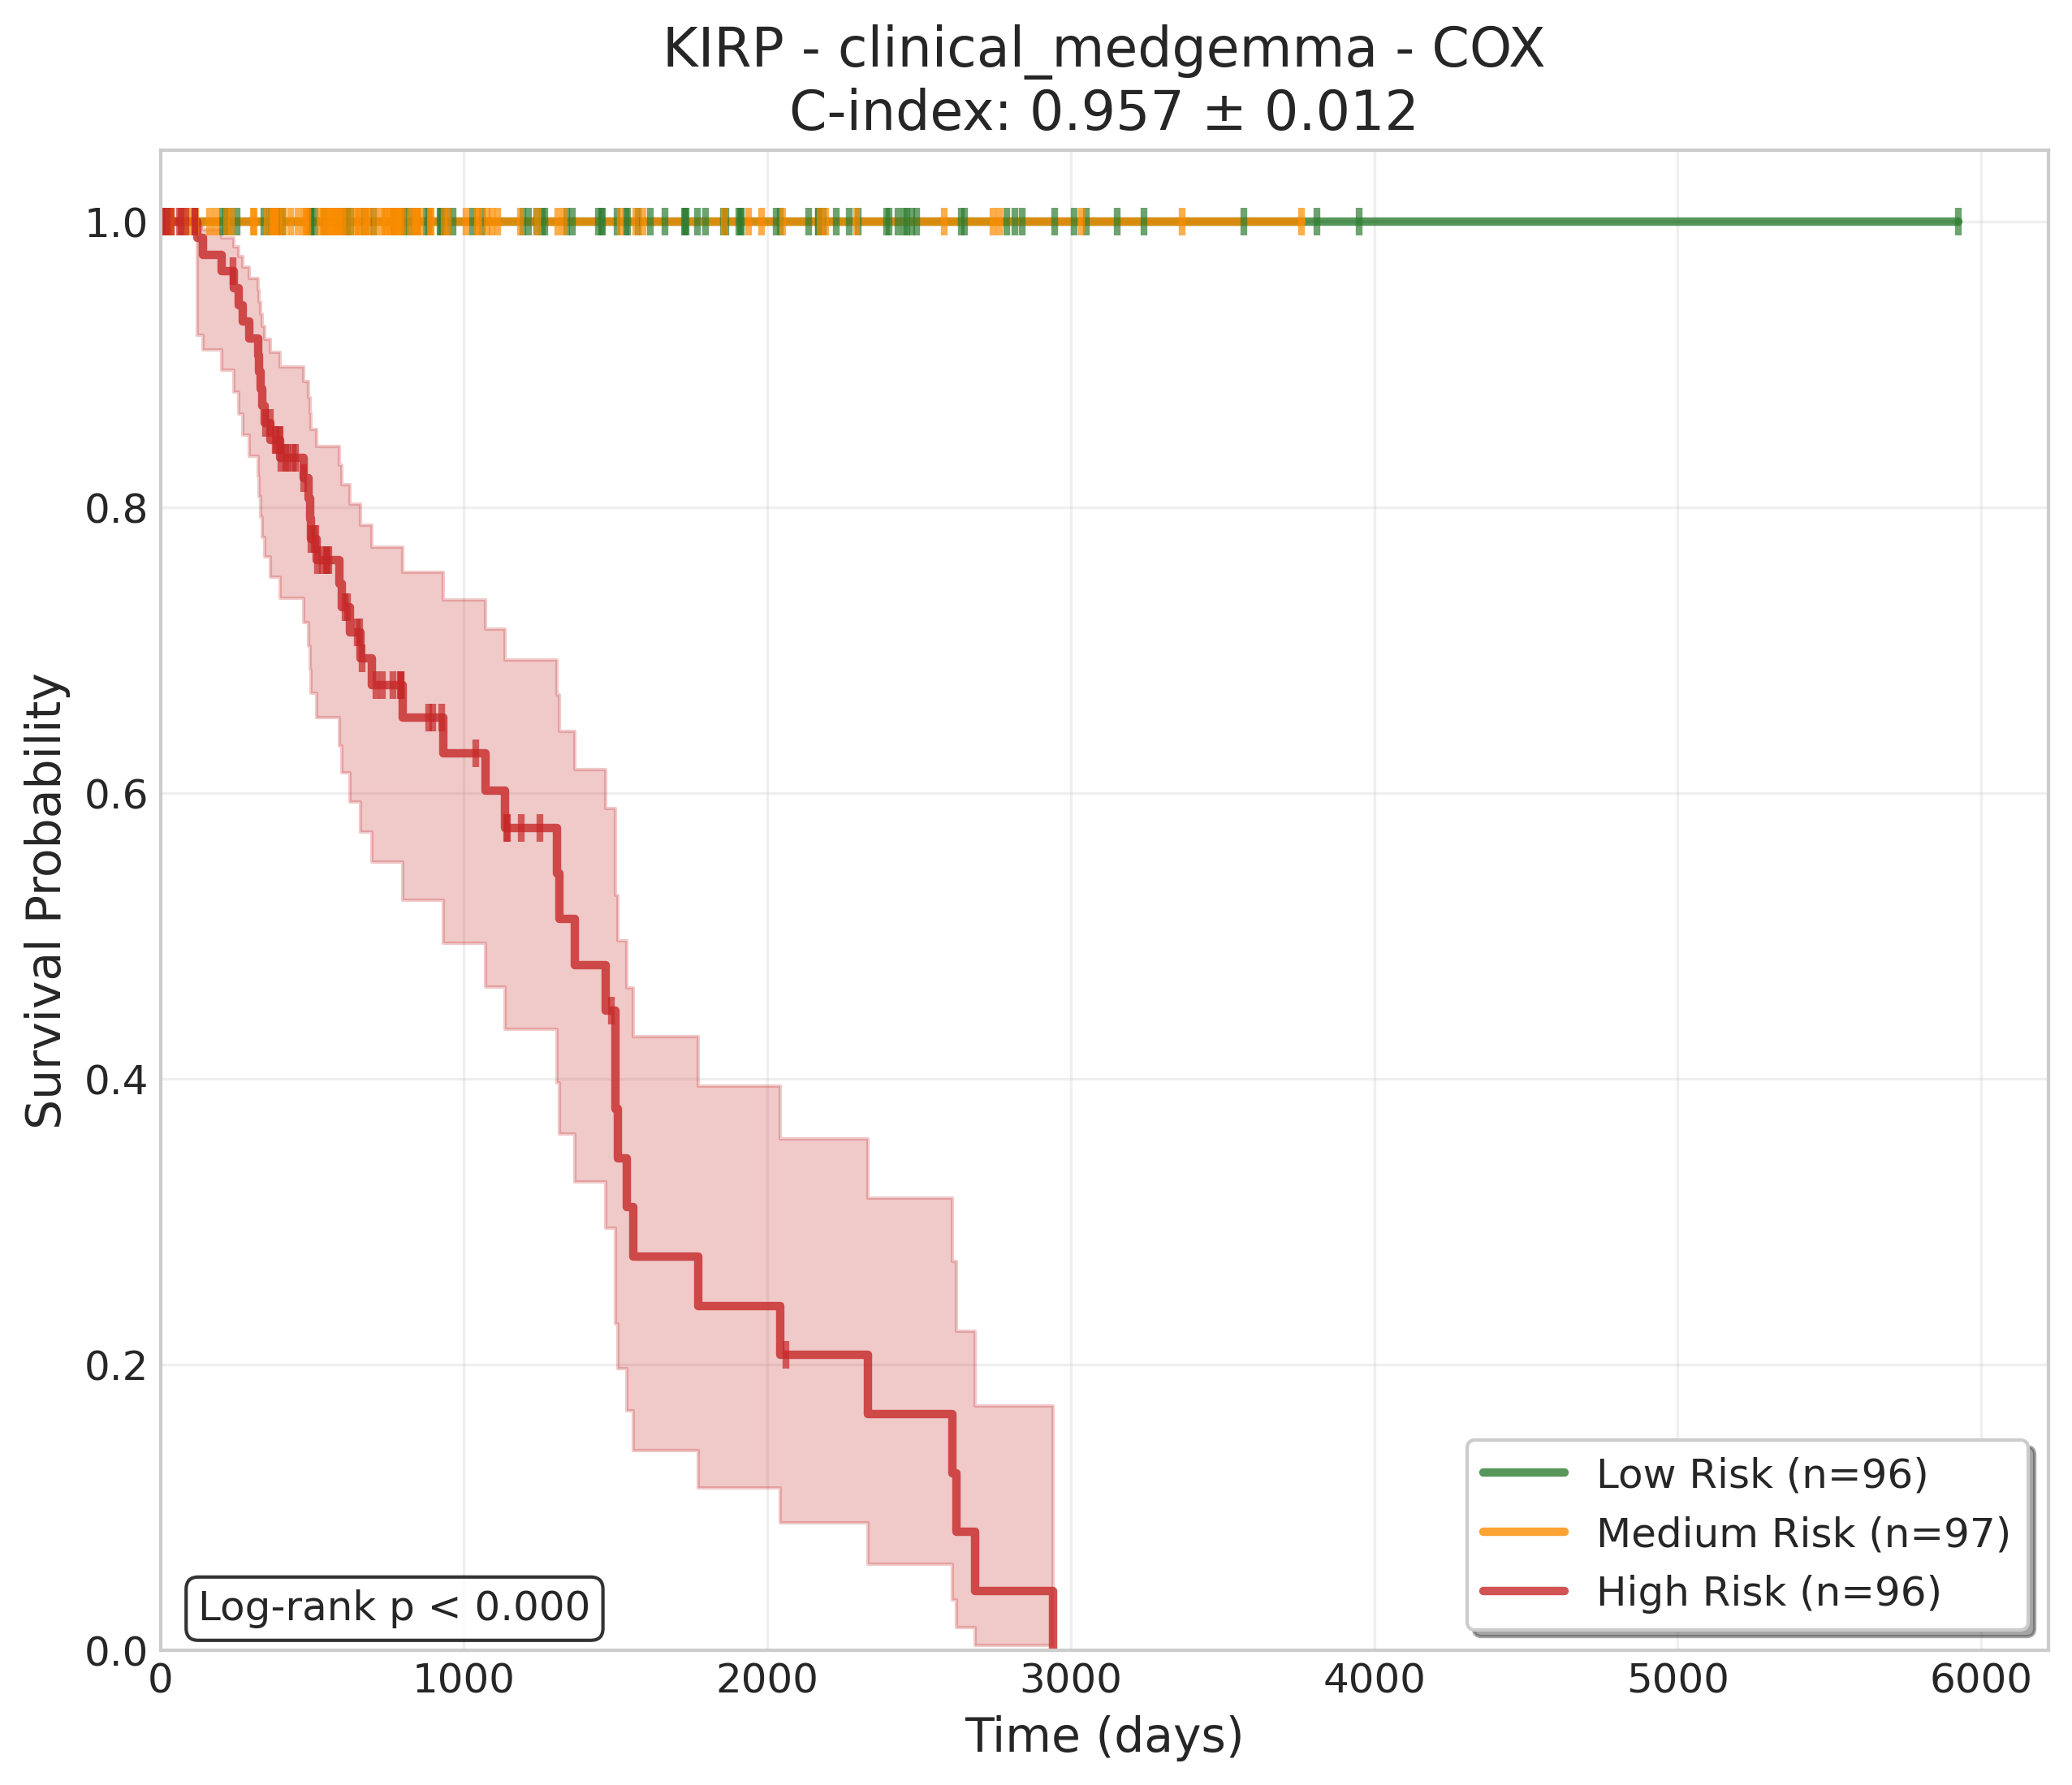 KIRP - clinical_medgemma - COX
C-index: 0.957 ± 0.012
Survival Probability
1.0
0.8
0.6
0.4
0.2
0.0
0 1000 2000 3000 4000 5000 6000
Time (days)
Log-rank p < 0.000
Low Risk (n=96)
Medium Risk (n=97)
High Risk (n=96)